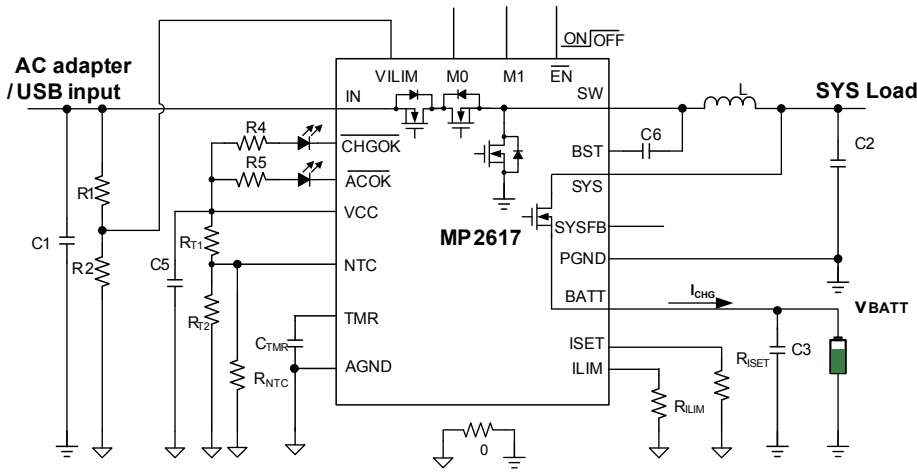 ON OFF
AC adapter
/ USB input
VILIM
M0
M1
EN
IN
SW
L
SYS Load
R4
CHGOK
C6
BST
C2
R5
ACOK
SYS
R1
VCC
SYSFB
RT1
MP2617
C1
R2
C5
NTC
PGND
BATT
ICHG
VBATT
RT2
TMR
CTMR
ISET
C3
RISET
AGND
ILIM
RNTC
RILIM
0